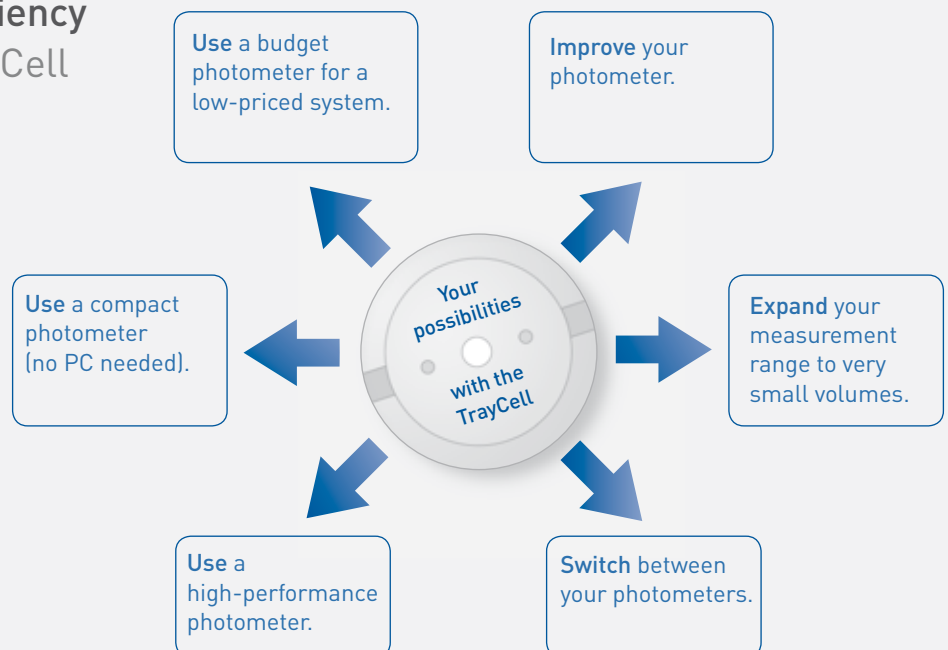 iency
Cell
Use a budget
photometer for a
low-priced system.
Improve your
photometer.
Use a compact
photometer
(no PC needed).
Your
possibilities
with the
TrayCell
Expand your
measurement
range to very
small volumes.
Use a
high-performance
photometer.
Switch between
your photometers.